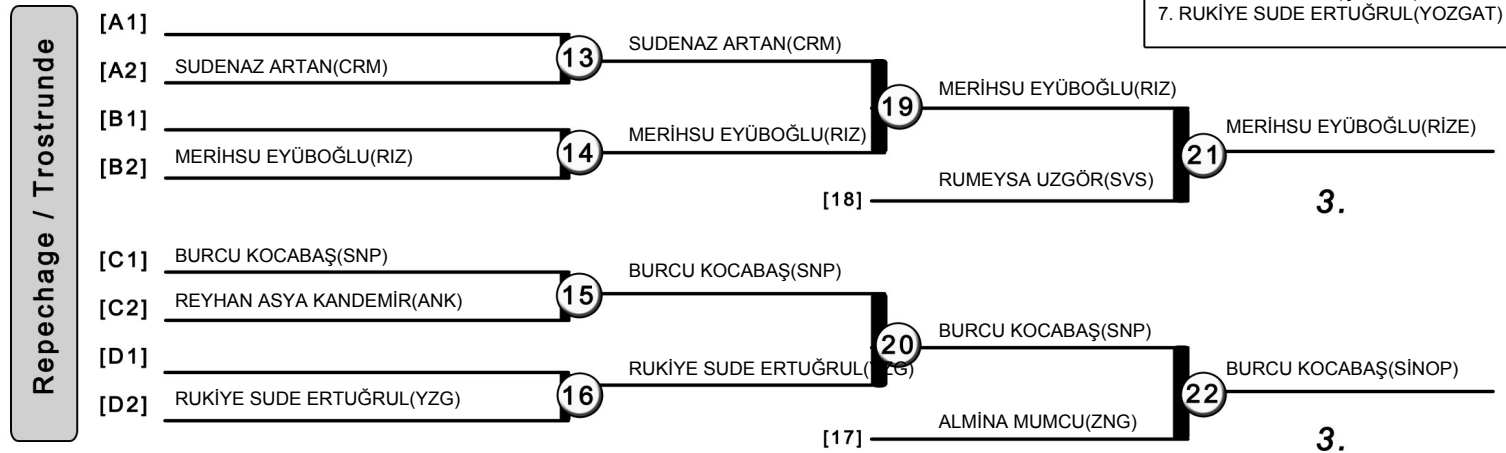 7. RUKİYE SUDE ERTUĞRUL(YOZGAT)
Repechage / Trostrunde
[A1]
[A2] SUDENAZ ARTAN(CRM)
13
SUDENAZ ARTAN(CRM)
[B1]
[B2] MERİHSU EYÜBOĞLU(RIZ)
14
MERİHSU EYÜBOĞLU(RIZ)
19
MERİHSU EYÜBOĞLU(RIZ)
[18] RUMEYSA UZGÖR(SVS)
21
MERİHSU EYÜBOĞLU(RİZE)
3.
[C1] BURCU KOCABAŞ(SNP)
[C2] REYHAN ASYA KANDEMİR(ANK)
15
BURCU KOCABAŞ(SNP)
[D1]
[D2] RUKİYE SUDE ERTUĞRUL(YZG)
16
RUKİYE SUDE ERTUĞRUL(YZG)
20
BURCU KOCABAŞ(SNP)
[17] ALMİNA MUMCU(ZNG)
22
BURCU KOCABAŞ(SİNOP)
3.